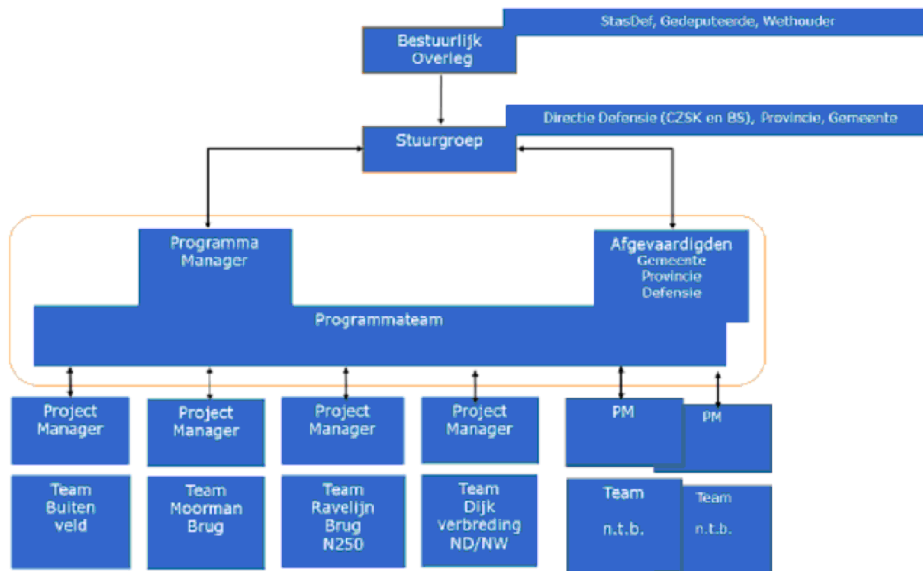 StasDef, Gedeputeerde, Wethouder
Bestuurlijk
Overleg
Directie Defensie (CZSK en BS), Provincie, Gemeente
Stuurgroep
Programma
Manager
Afgevaardigden
Gemeente
Provincie
Defensie
Programmateam
Project
Manager
Project
Manager
Project
Manager
Project
Manager
PM
PM
Team
Buiten
veld
Team
Moorman
Brug
Team
Ravelijn
Brug
N250
Team
Dijk
verbreding
ND/NW
Team
n.t.b.
Team
n.t.b.